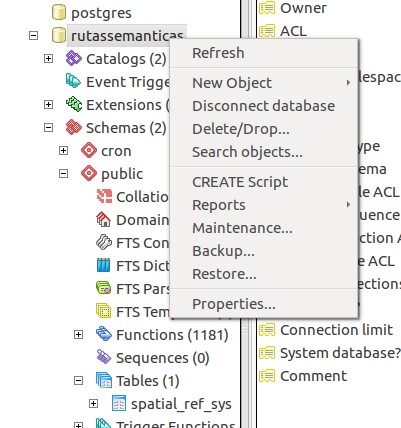 postgres
rutassemanticas
Catalogs (2)
Event Trigge
Extensions (
Schemas (2)
cron
public
Collatio
Domain
FTS Con
FTS Dict
FTS Pars
FTS Tem
Functions (1181)
Sequences (0)
Tables (1)
spatial_ref_sys
Trigger Functions
Refresh
New Object
Disconnect database
Delete/Drop...
Search objects...
CREATE Script
Reports
Maintenance...
Backup...
Restore...
Properties...
Owner
ACL
lespace
ype
ema
le ACL
uence
ction A
e ACL
nections
Connection limit
System database?
Comment